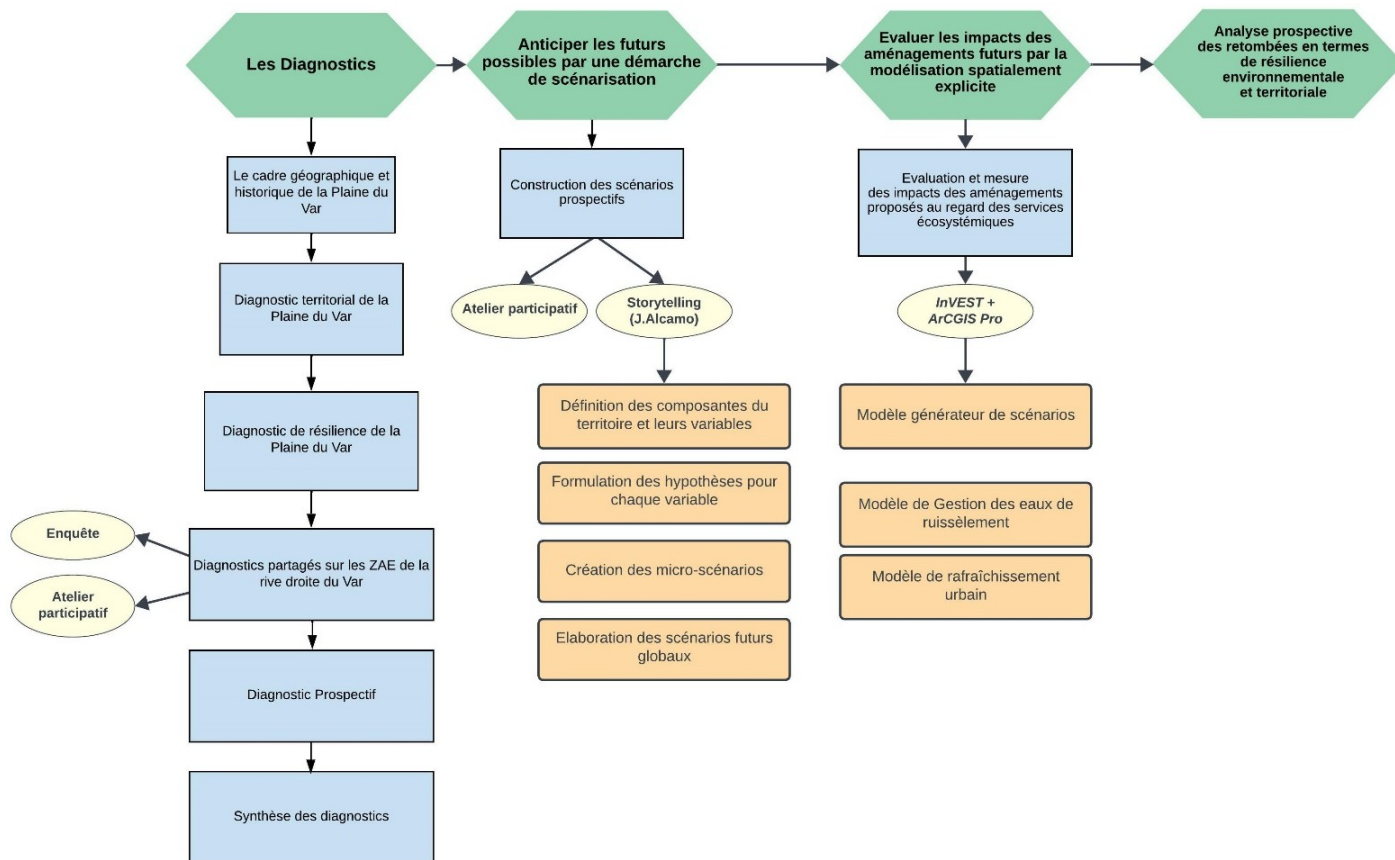 Les Diagnostics
Anticiper les futurs
possibles par une démarche
de scénarisation
Evaluer les impacts des
aménagements futurs par la
modélisation spatialement
explicite
Analyse prospective
des retombées en termes
de résilience
environnementale
et territoriale
Le cadre géographique et
historique de la Plaine du
Var
Diagnostic territorial de la
Plaine du Var
Diagnostic de résilience de la
Plaine du Var
Enquête
Atelier
participatif
Diagnostics partagés sur les ZAE de la
rive droite du Var
Diagnostic Prospectif
Synthèse des diagnostics
Construction des scénarios
prospectifs
Atelier participatif
Storytelling
(J.Alcamo)
Définition des composantes du
territoire et leurs variables
Formulation des hypothèses pour
chaque variable
Création des micro-scénarios
Elaboration des scénarios futurs
globaux
Evaluation et mesure
des impacts des aménagements
proposés au regard des services
écosystémiques
InVEST +
ArCGIS Pro
Modèle générateur de scénarios
Modèle de Gestion des eaux de
ruissèlement
Modèle de rafraîchissement
urbain